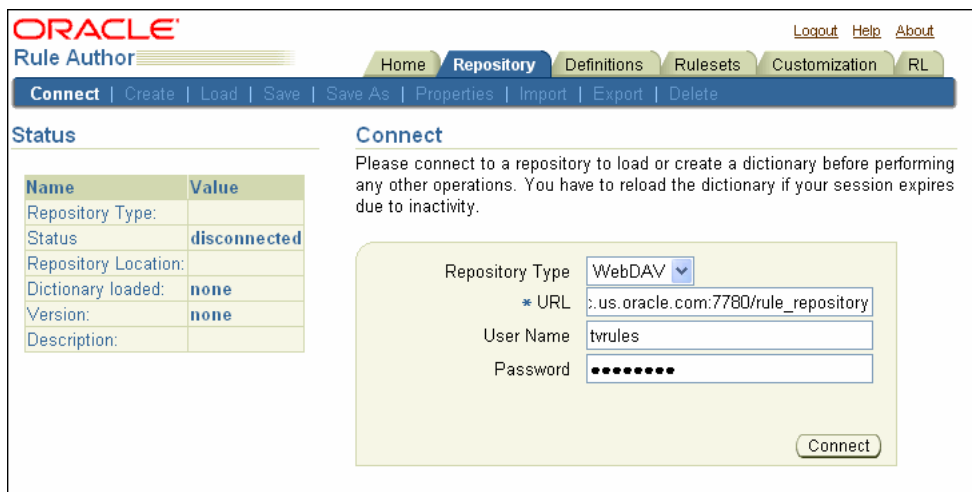 ORACLE
Logout Help About
Rule Author
Home Repository Definitions Rulesets Customization RL
Connect | Create | Load | Save | Save As | Properties | Import | Export | Delete
Status
Name Value
Repository Type:
Status disconnected
Repository Location:
Dictionary loaded: none
Version: none
Description:
Connect
Please connect to a repository to load or create a dictionary before performing
any other operations. You have to reload the dictionary if your session expires
due to inactivity.
Repository Type WebDAV
* URL :.us.oracle.com:7780/rule_repository
User Name tvrules
Password ●●●●●●●●
Connect